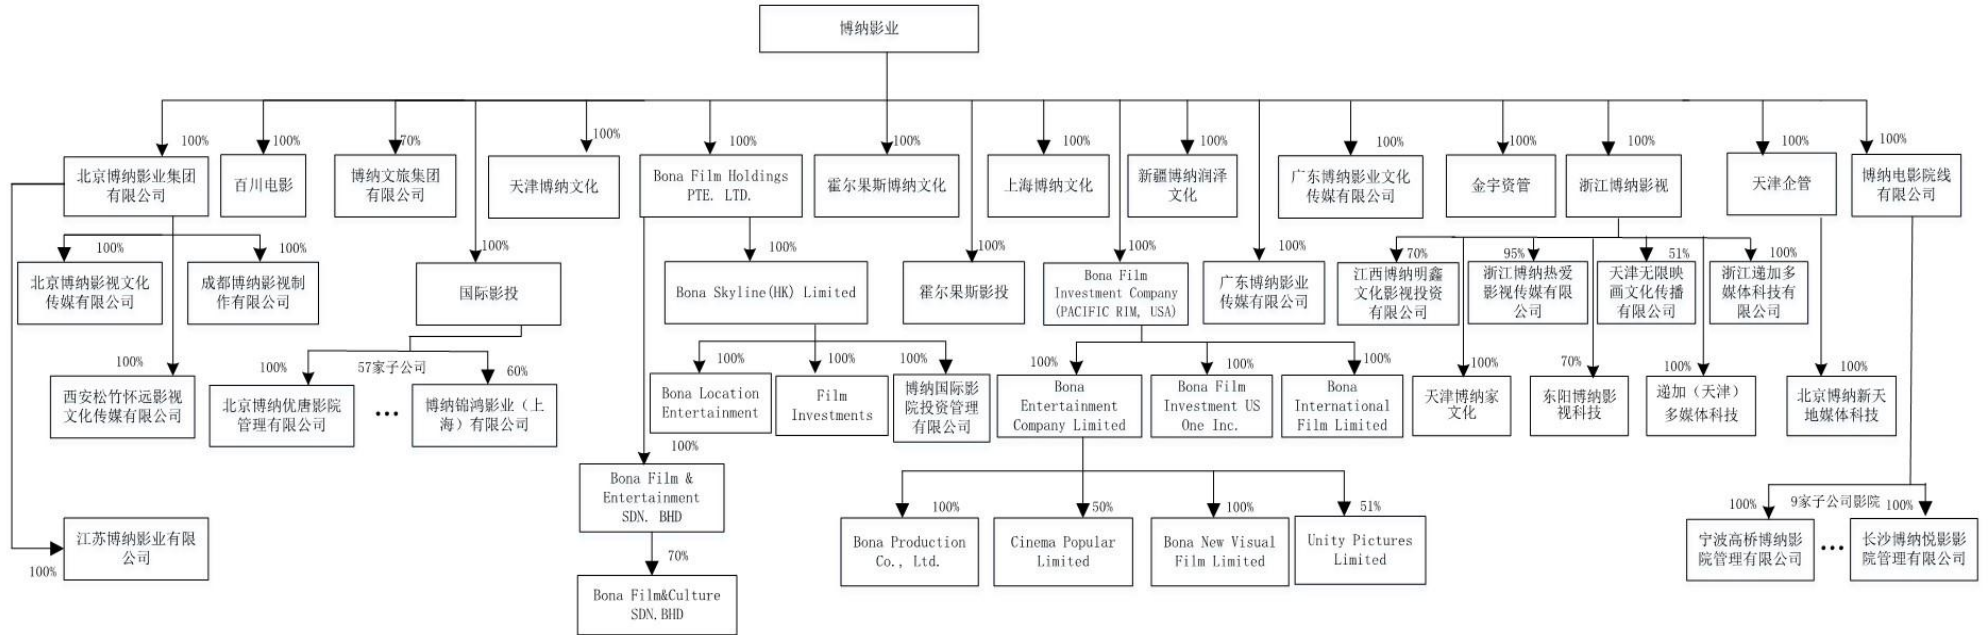 博纳影业
100%
100%
70%
100%
100%
100%
100%
100%
100%
100%
100%
100%
100%
北京博纳影业集团
有限公司
百川电影
博纳文旅集团
有限公司
天津博纳文化
Bona Film Holdings
PTE. LTD.
霍尔果斯博纳文化
上海博纳文化
新疆博纳润泽
文化
广东博纳影业文化
传媒有限公司
金宇资管
浙江博纳影视
天津企管
博纳电影院线
有限公司
100%
100%
100%
100%
100%
100%
100%
70%
95%
51%
100%
北京博纳影视文化
传媒有限公司
成都博纳影视制
作有限公司
国际影投
Bona Skyline(HK) Limited
霍尔果斯影投
Bona Film
Investment Company
(PACIFIC RIM, USA)
广东博纳影业
传媒有限公司
江西博纳明鑫
文化影视投资
有限公司
浙江博纳热爱
影视传媒有限
公司
天津无限映
画文化传播
有限公司
浙江递加多
媒体科技有
限公司
100%
100%
57家子公司
60%
100%
100%
100%
100%
100%
100%
100%
70%
100%
100%
西安松竹怀远影视
文化传媒有限公司
北京博纳优唐影院
管理有限公司
...
博纳锦鸿影业（上
海）有限公司
Bona Location
Entertainment
Film
Investments
博纳国际影
院投资管理
有限公司
Bona
Entertainment
Company Limited
Bona Film
Investment US
One Inc.
Bona
International
Film Limited
天津博纳家
文化
东阳博纳影
视科技
递加（天津）
多媒体科技
北京博纳新天
地媒体科技
100%
Bona Film &
Entertainment
SDN. BHD
100%
50%
100%
51%
100%
9家子公司影院
100%
100%
江苏博纳影业有限
公司
Bona Production
Co., Ltd.
Cinema Popular
Limited
Bona New Visual
Film Limited
Unity Pictures
Limited
宁波高桥博纳影
院管理有限公司
...
长沙博纳悦影影
院管理有限公司
70%
Bona Film&Culture
SDN.BHD